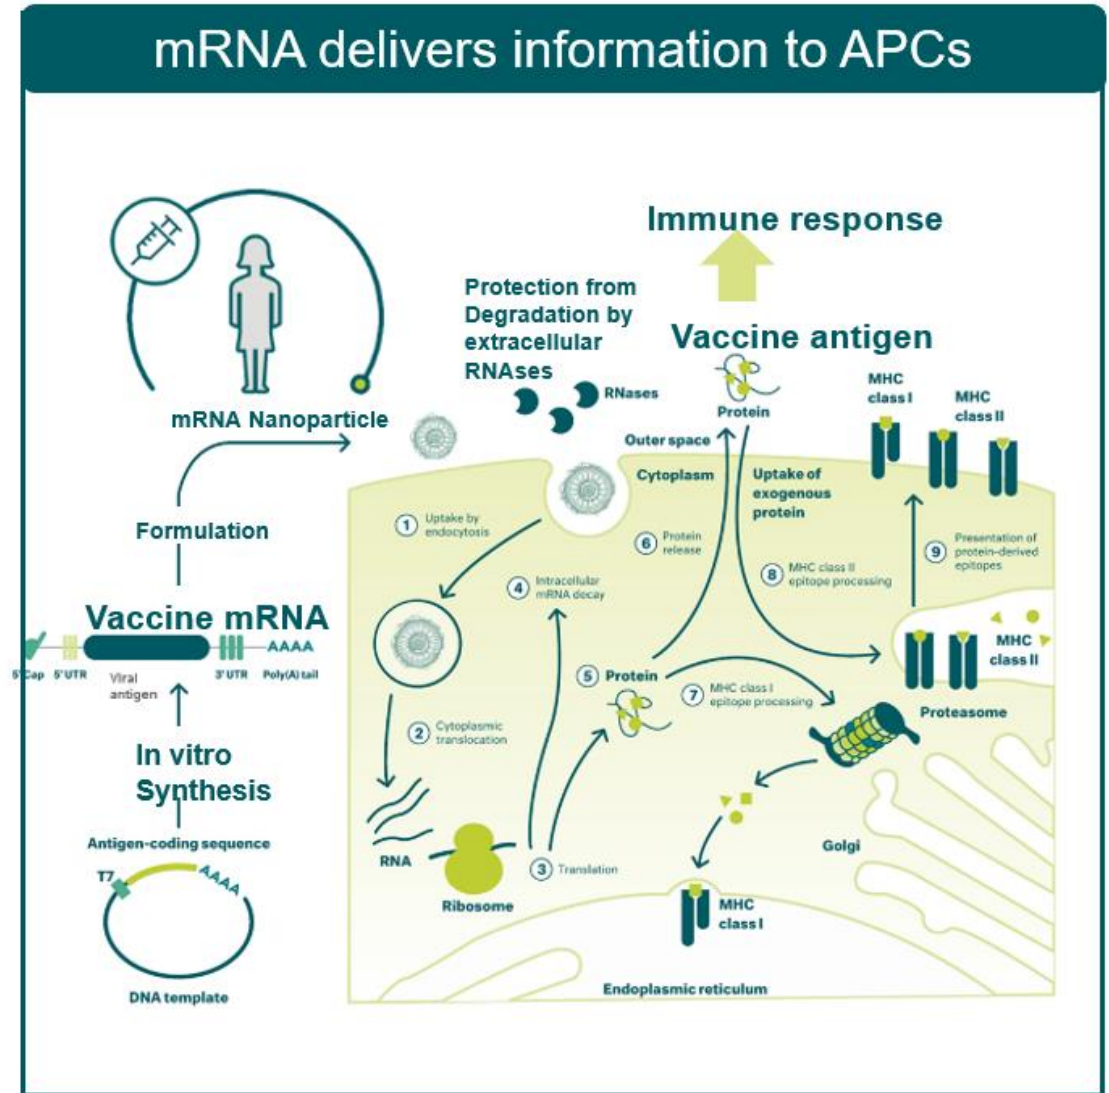 mRNA delivers information to APCs
Immune response
Protection from
Degradation by
extracellular
RNAses
Vaccine antigen
RNases
Protein
MHC
class I
MHC
class II
mRNA Nanoparticle
Outer space
Cytoplasm
Uptake of
exogenous
protein
1 Uptake by
endocytosis
6 Protein
release
9 Presentation of
protein-derived
epitopes
Formulation
4 Intracellular
mRNA decay
8 MHC class II
epitope processing
Vaccine mRNA
AAAA
5' Cap 5' UTR Viral
antigen
3' UTR Poly(A) tail
MHC
class II
5 Protein
7 MHC class I
epitope processing
Proteasome
2 Cytoplasmic
translocation
In vitro
Synthesis
Antigen-coding sequence
T7 AAAA
DNA template
RNA
Ribosome
3 Translation
Golgi
MHC
class I
Endoplasmic reticulum